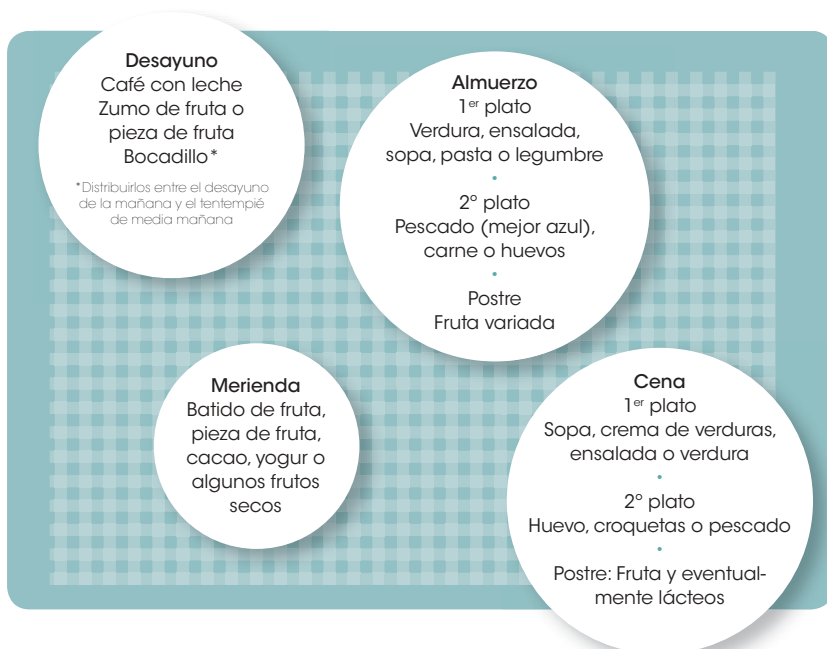 Desayuno
Café con leche
Zumo de fruta o
pieza de fruta
Bocadillo*
*Distribuirlos entre el desayuno
de la mañana y el tentempié
de media mañana
Almuerzo
1er plato
Verdura, ensalada,
sopa, pasta o legumbre
•
2º plato
Pescado (mejor azul),
carne o huevos
•
Postre
Fruta variada
Merienda
Batido de fruta,
pieza de fruta,
cacao, yogur o
algunos frutos
secos
Cena
1er plato
Sopa, crema de verduras,
ensalada o verdura
•
2º plato
Huevo, croquetas o pescado
•
Postre: Fruta y eventual-
mente lácteos